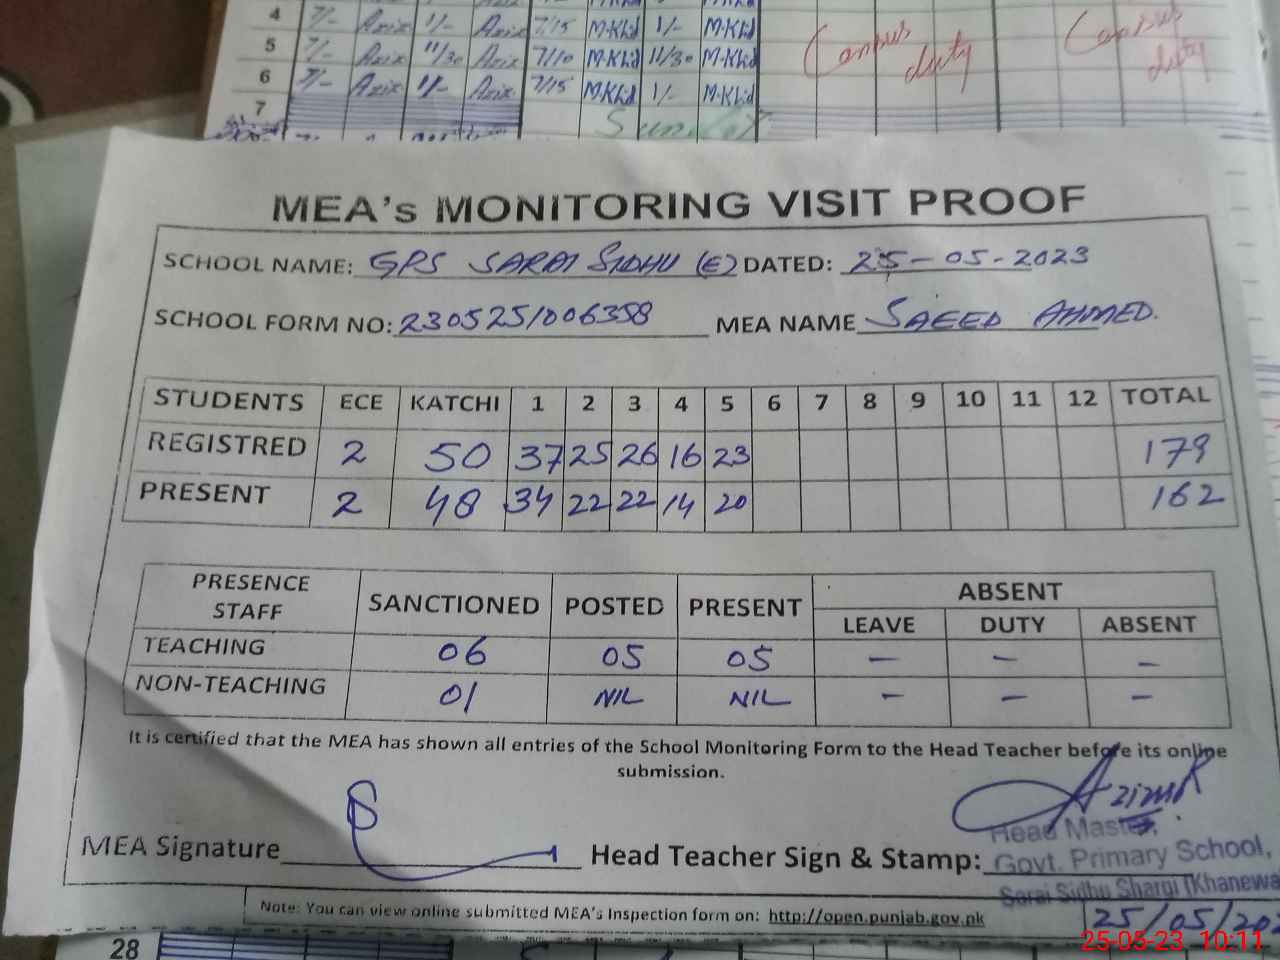 4 7/- Aziz 1/- Aziz 7/15 M.Khd 1/- M.Khd
5 7/- Aziz 11/30 Aziz 7/10 M.Khd 11/30 M.Khd Campus duty Campus duty
6 7/- Aziz 1/- Aziz 7/15 M.Khd 1/- M.Khd
7
MEA's MONITORING VISIT PROOF
SCHOOL NAME: GPS SARAI SIDHU (E) DATED: 25-05-2023
SCHOOL FORM NO: 2305251006358 MEA NAME SAEED AHMED.
STUDENTS ECE KATCHI 1 2 3 4 5 6 7 8 9 10 11 12 TOTAL
REGISTRED 2 50 37 25 26 16 23 179
PRESENT 2 48 34 22 22 14 20 162
PRESENCE STAFF SANCTIONED POSTED PRESENT ABSENT
LEAVE DUTY ABSENT
TEACHING 06 05 05 - - -
NON-TEACHING 01 NIL NIL - - -
It is certified that the MEA has shown all entries of the School Monitoring Form to the Head Teacher before its online
submission.
MEA Signature Head Teacher Sign & Stamp:
Head Master,
Govt. Primary School,
Sarai Sidhu Sharqi (Khanewa
Note: You can view online submitted MEA's Inspection form on: http://open.punjab.gov.pk
25/05/202
28
25-05-23 10:11